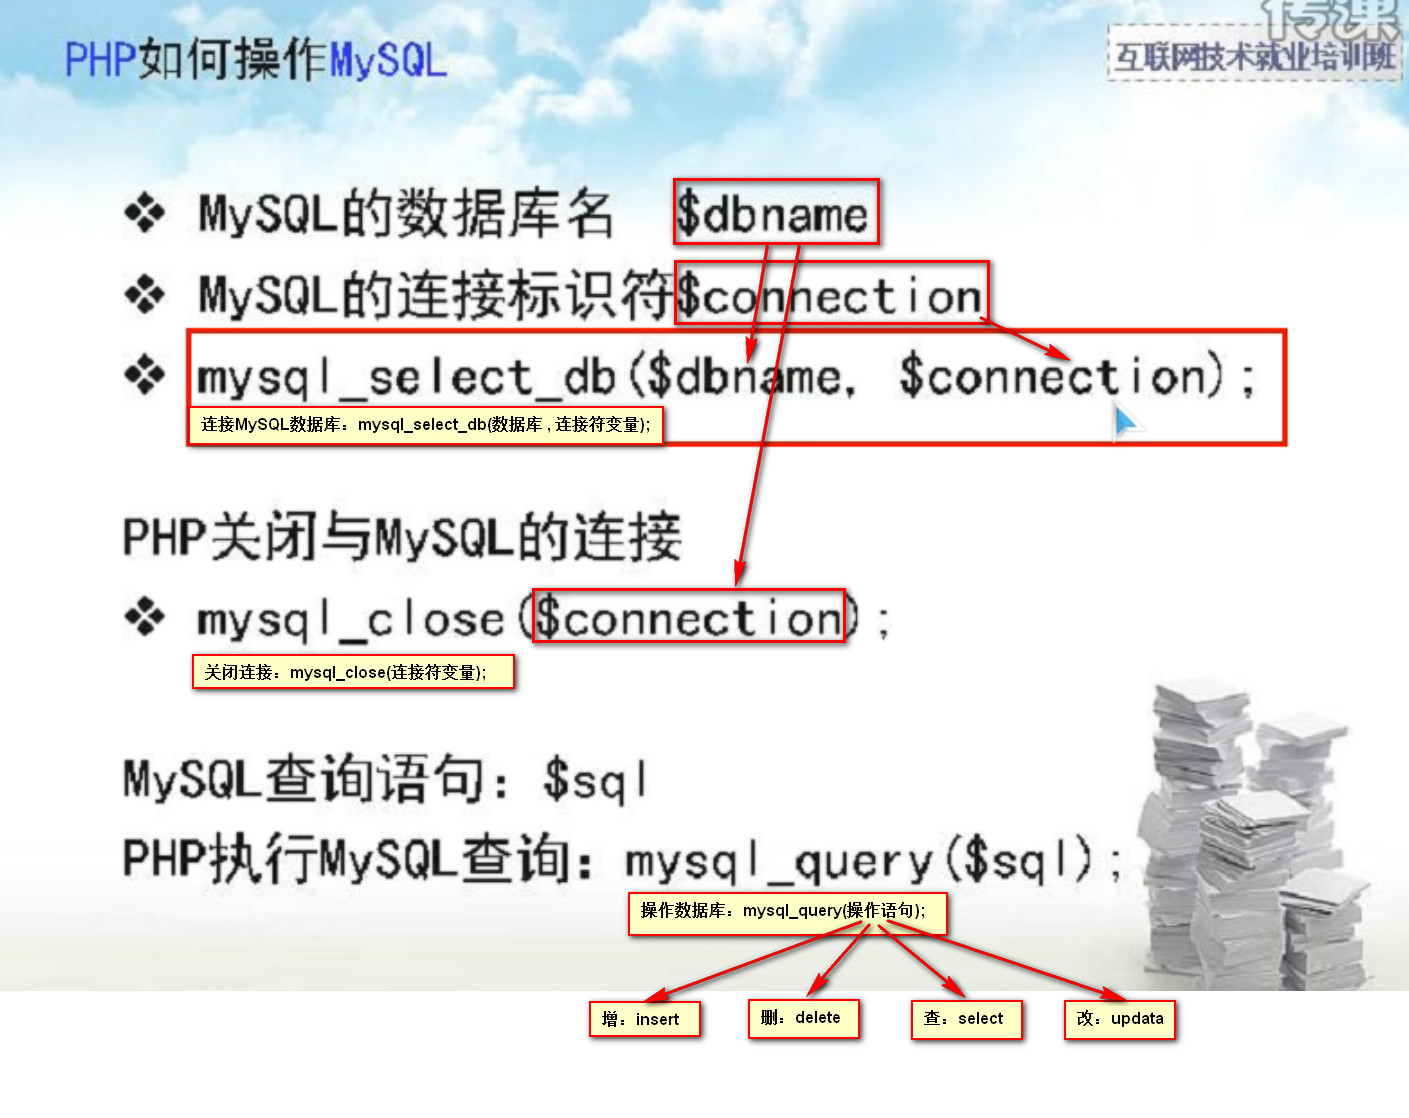 传课
PHP如何操作MySQL
互联网技术就业培训班
❖ MySQL的数据库名 $dbname
❖ MySQL的连接标识符$connection
❖ mysql_select_db($dbname, $connection);
连接MySQL数据库：mysql_select_db(数据库 , 连接符变量);
PHP关闭与MySQL的连接
❖ mysql_close($connection);
关闭连接：mysql_close(连接符变量);
MySQL查询语句：$sql
PHP执行MySQL查询：mysql_query($sql);
操作数据库：mysql_query(操作语句);
增：insert
删：delete
查：select
改：updata